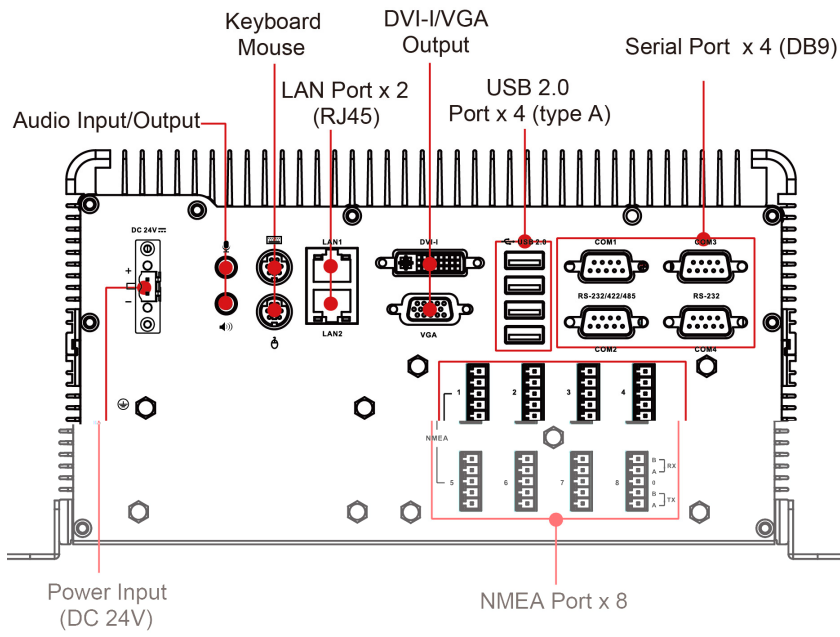 Keyboard
Mouse
DVI-I/VGA
Output
Serial Port x 4 (DB9)
LAN Port x 2
(RJ45)
USB 2.0
Port x 4 (type A)
Audio Input/Output
DC 24V
LAN1
DVI-I
USB 2.0
COM1
COM3
+
−
RS-232/422/485
RS-232
LAN2
VGA
COM2
COM4
1
2
3
4
NMEA
5
6
7
8
B
A
RX
0
B
A
TX
Power Input
(DC 24V)
NMEA Port x 8